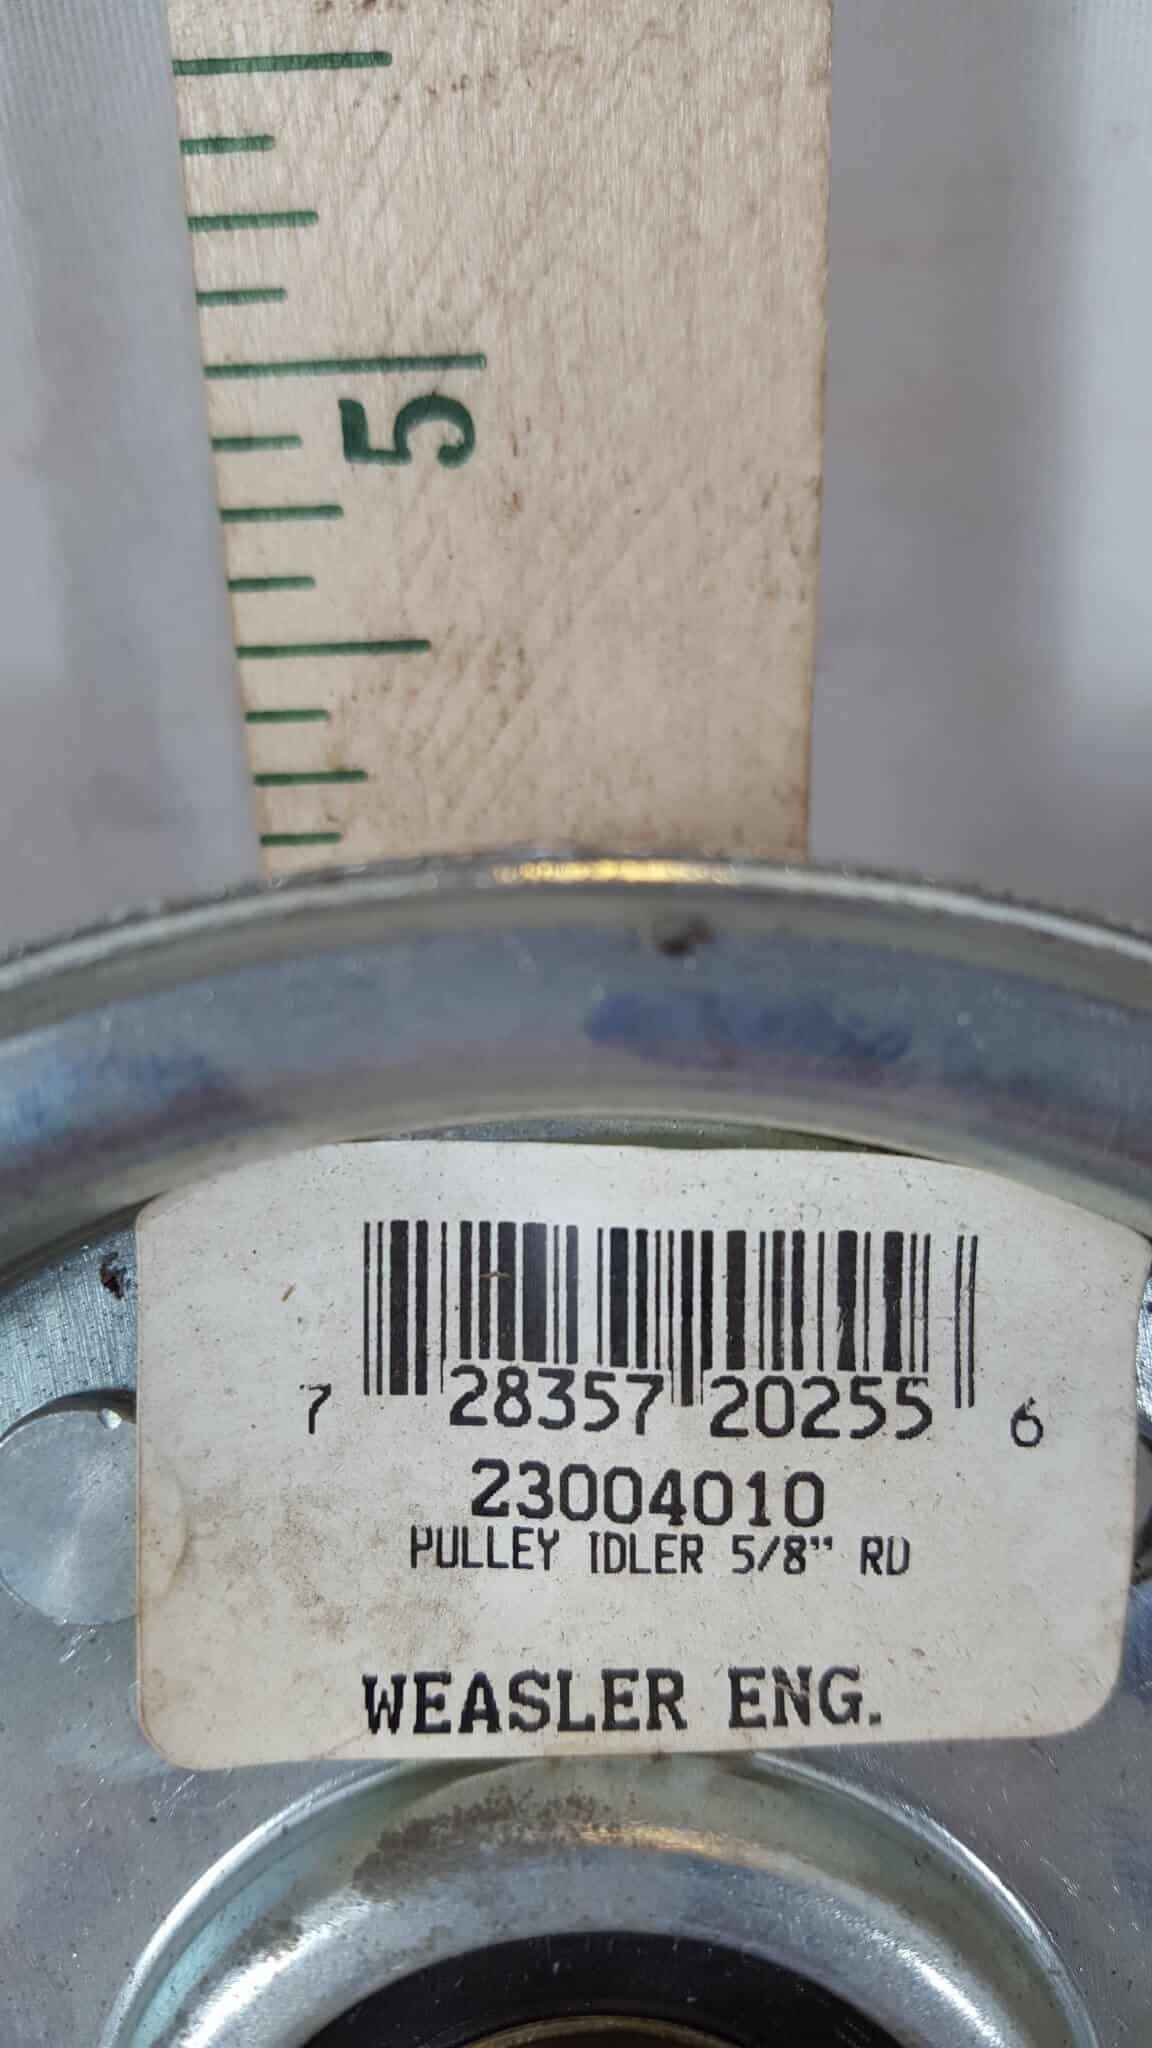 5
7 28357 20255 6
23004010
PULLEY IDLER 5/8" RD
WEASLER ENG.